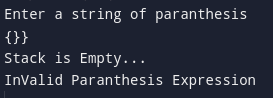 Enter a string of paranthesis
{}}
Stack is Empty...
InValid Paranthesis Expression